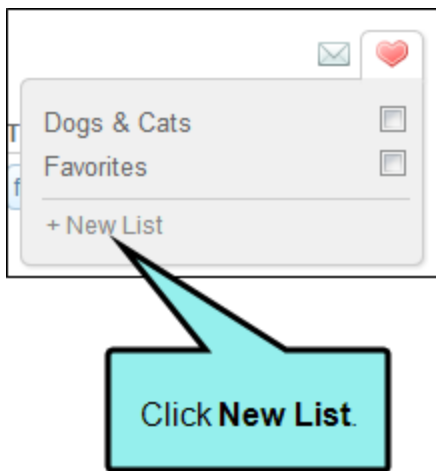 Dogs & Cats
T
Favorites
f
+ New List
Click New List.